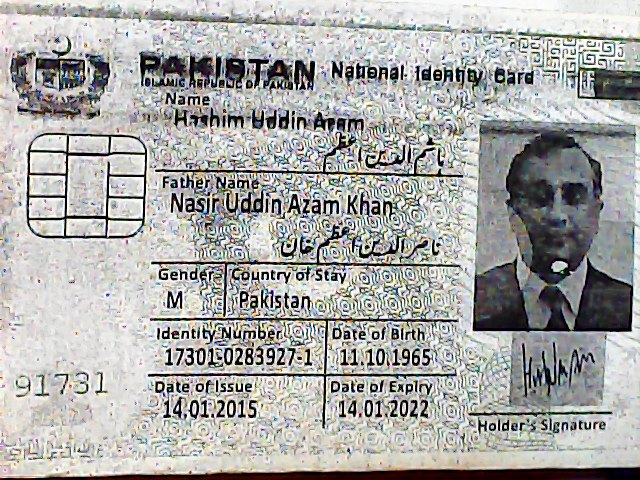 PAKISTAN National Identity Card
ISLAMIC REPUBLIC OF PAKISTAN
Name
Hashim Uddin Azam
ہاشم الدین اعظم
Father Name
Nasir Uddin Azam Khan
ناصر الدین اعظم خان
Gender Country of Stay
M Pakistan
Identity Number Date of Birth
17301-0283927-1 11.10.1965
Date of Issue Date of Expiry
14.01.2015 14.01.2022
91731
Holder's Signature